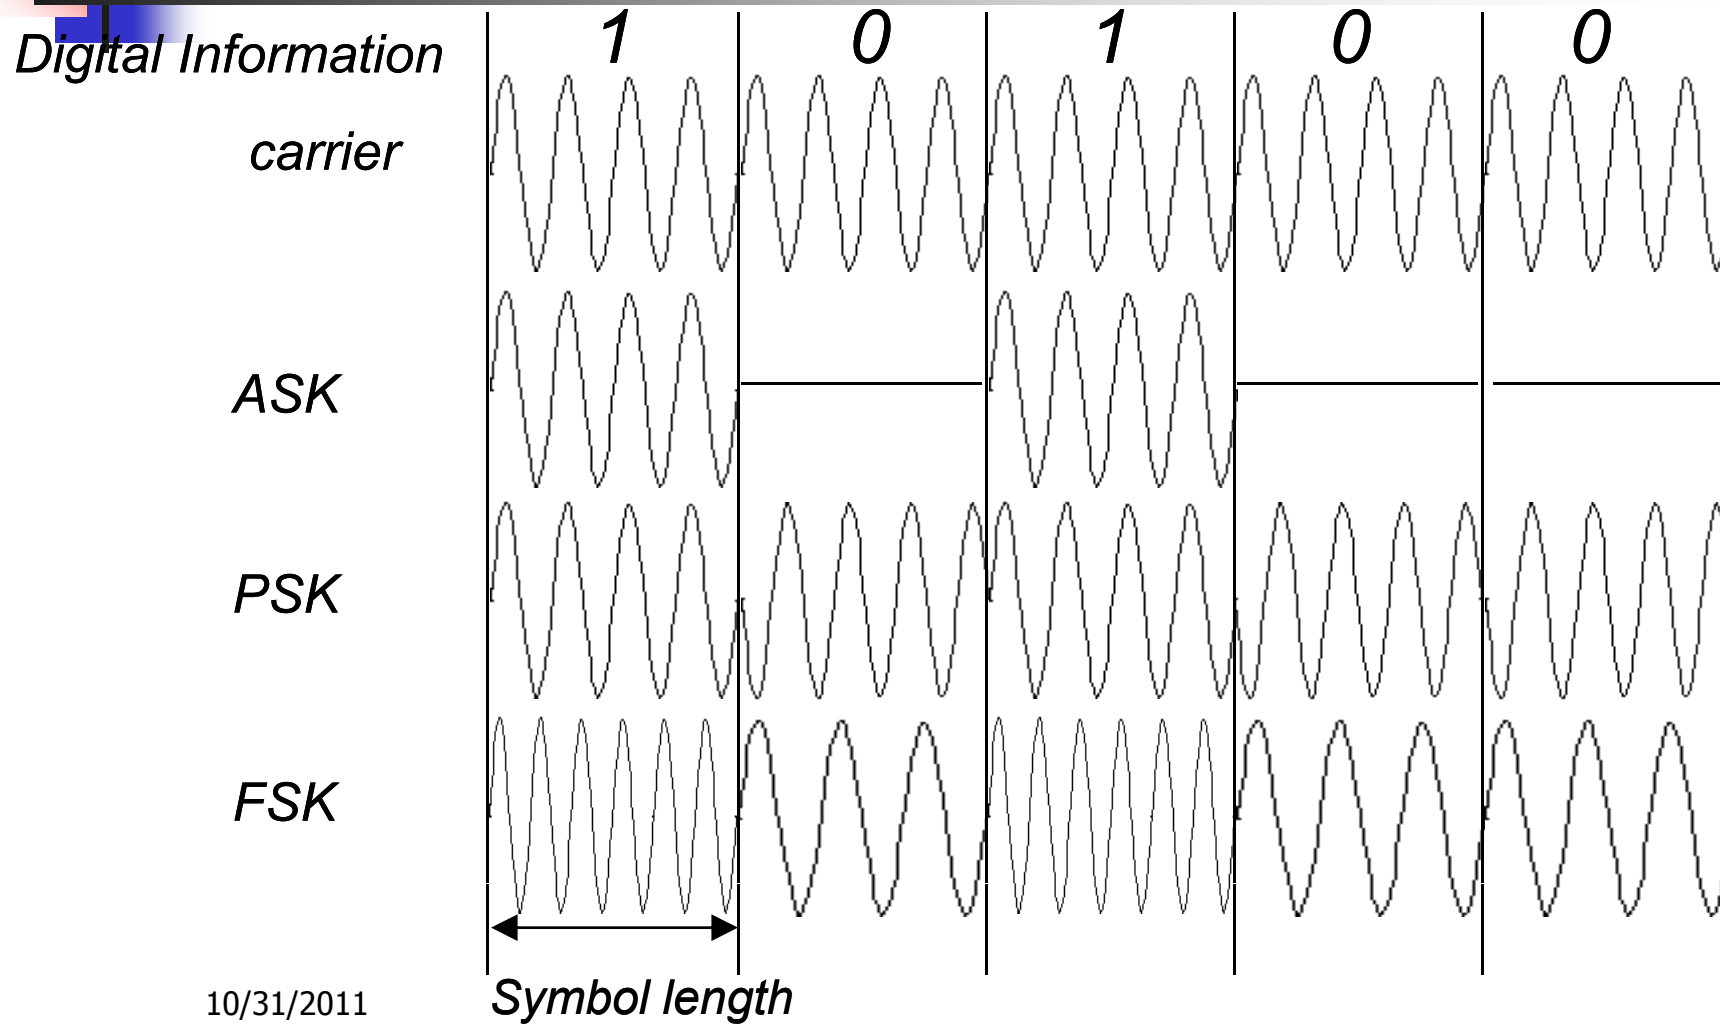 Digital Information 1 0 1 0 0
carrier
ASK
PSK
FSK
Symbol length
10/31/2011